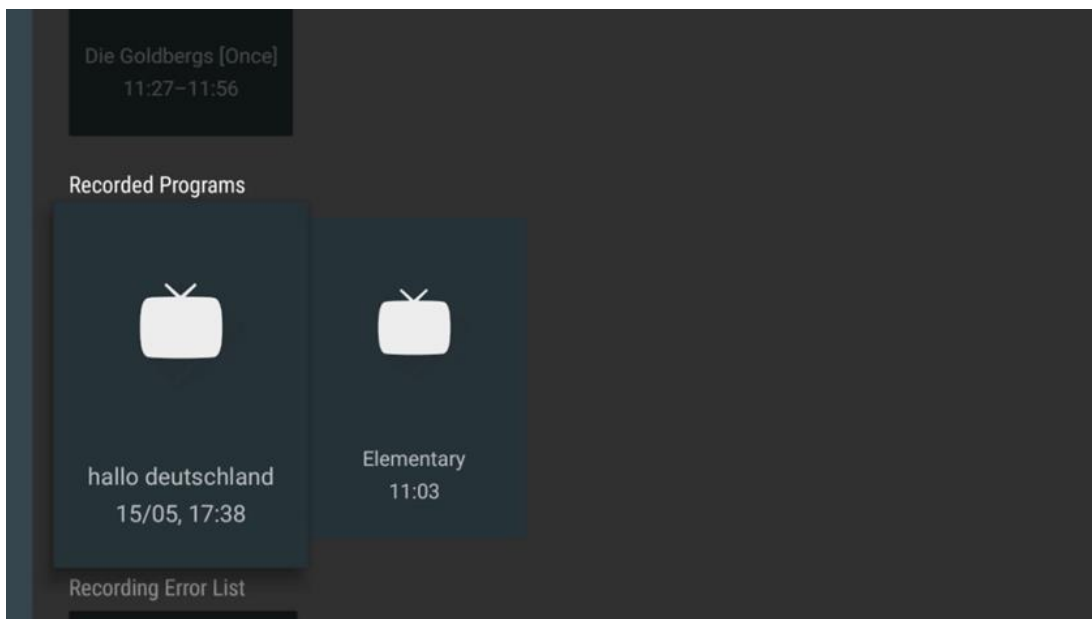 Die Goldbergs [Once]
11:27–11:56
Recorded Programs
hallo deutschland
15/05, 17:38
Elementary
11:03
Recording Error List